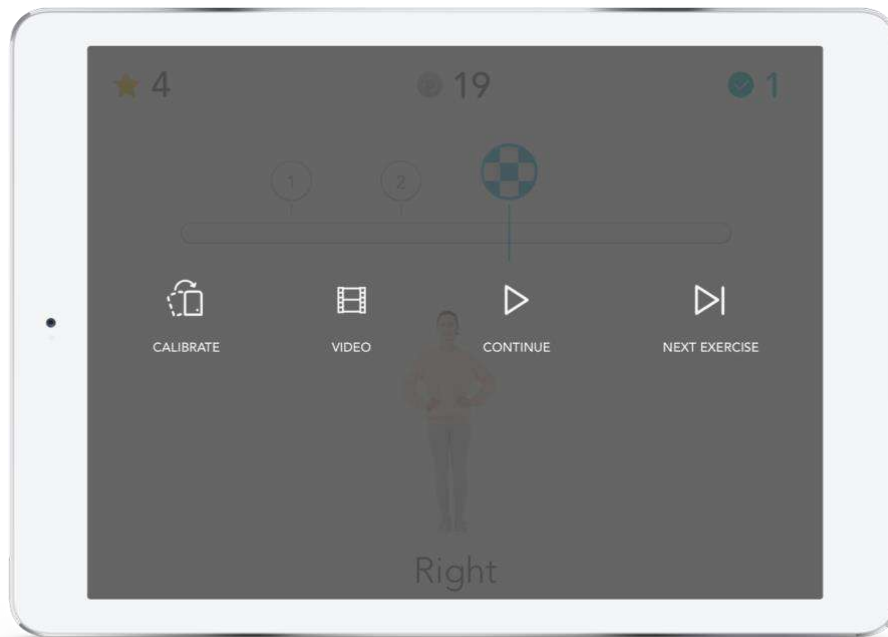 4
19
1
1
2
CALIBRATE
VIDEO
CONTINUE
NEXT EXERCISE
Right